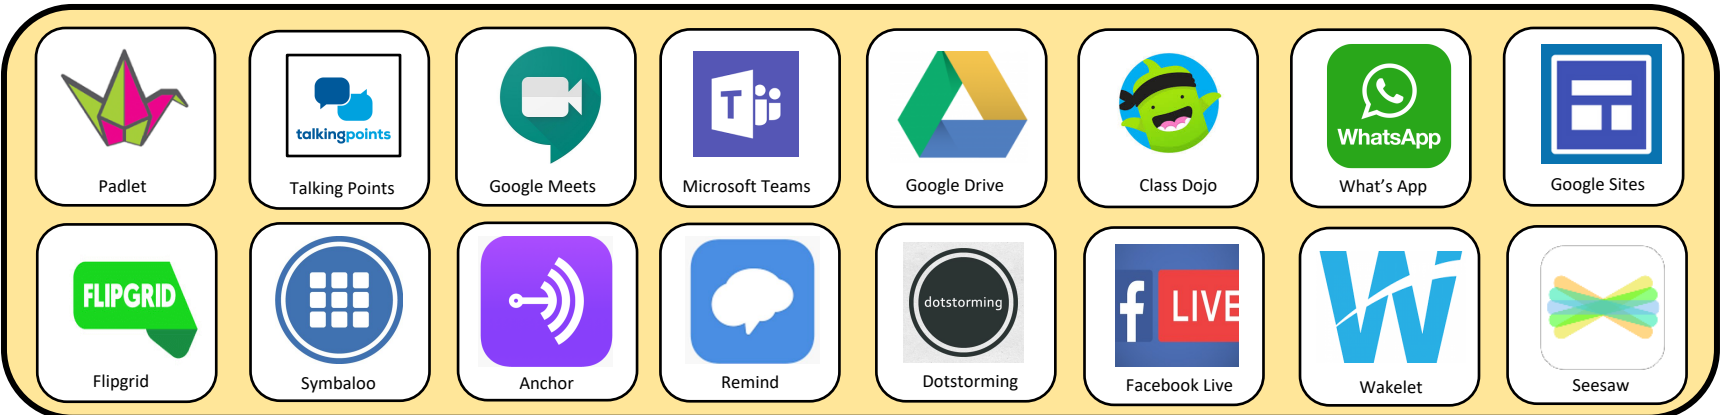 talkingpoints
WhatsApp
Padlet
Talking Points
Google Meets
Microsoft Teams
Google Drive
Class Dojo
What's App
Google Sites
FLIPGRID
dotstorming
f LIVE
Flipgrid
Symbaloo
Anchor
Remind
Dotstorming
Facebook Live
Wakelet
Seesaw